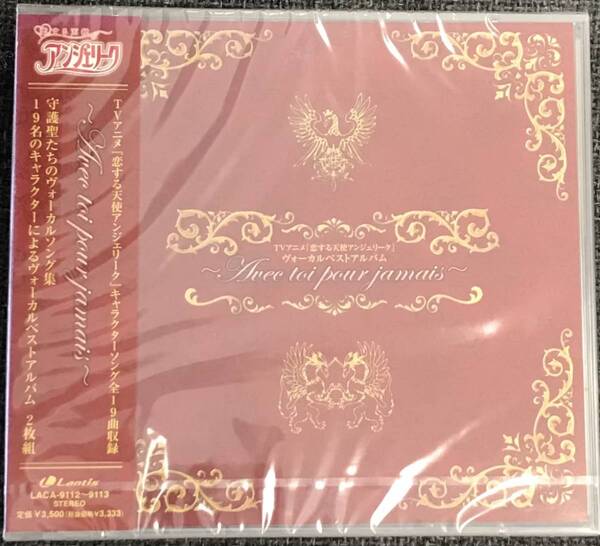 恋する天使
アンジェリーク
TVアニメ「恋する天使アンジェリーク」キャラクターソング全19曲収録
～Avec toi pour jamais～
守護聖たちのヴォーカルソング集
19名のキャラクターによるヴォーカルベストアルバム 2枚組
Lantis
LACA-9112～9113
STEREO
定価¥3,500(税抜価格¥3,333)
TVアニメ『恋する天使アンジェリーク』
ヴォーカルベストアルバム
～Avec toi pour jamais～